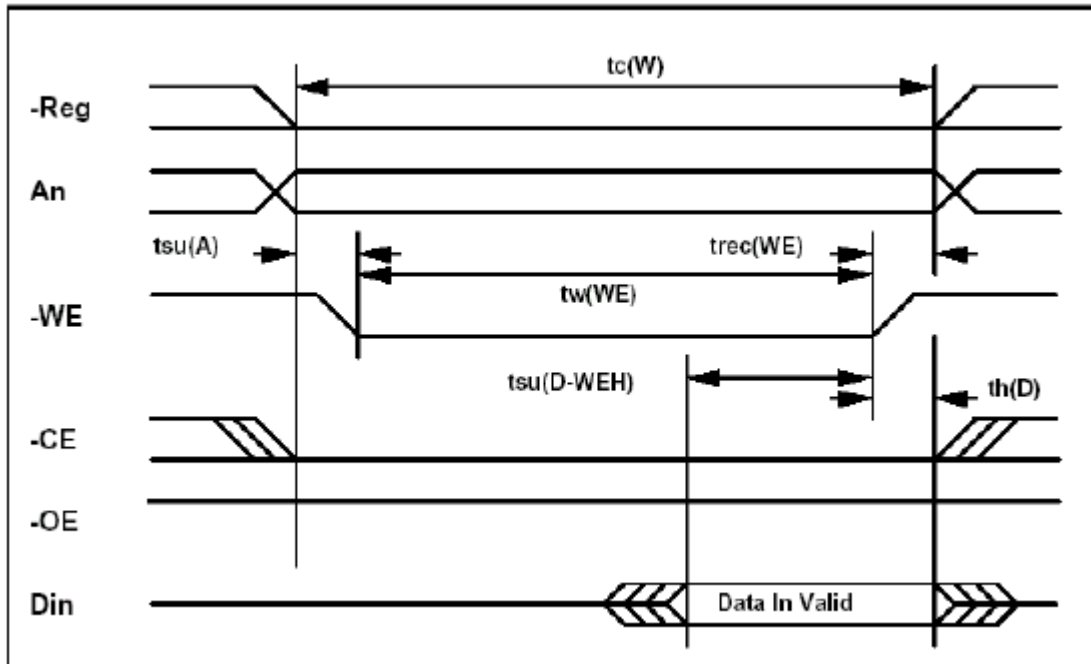 tc(W)
-Reg
An
tsu(A)
trec(WE)
tw(WE)
-WE
tsu(D-WEH)
th(D)
-CE
-OE
Din
Data In Valid